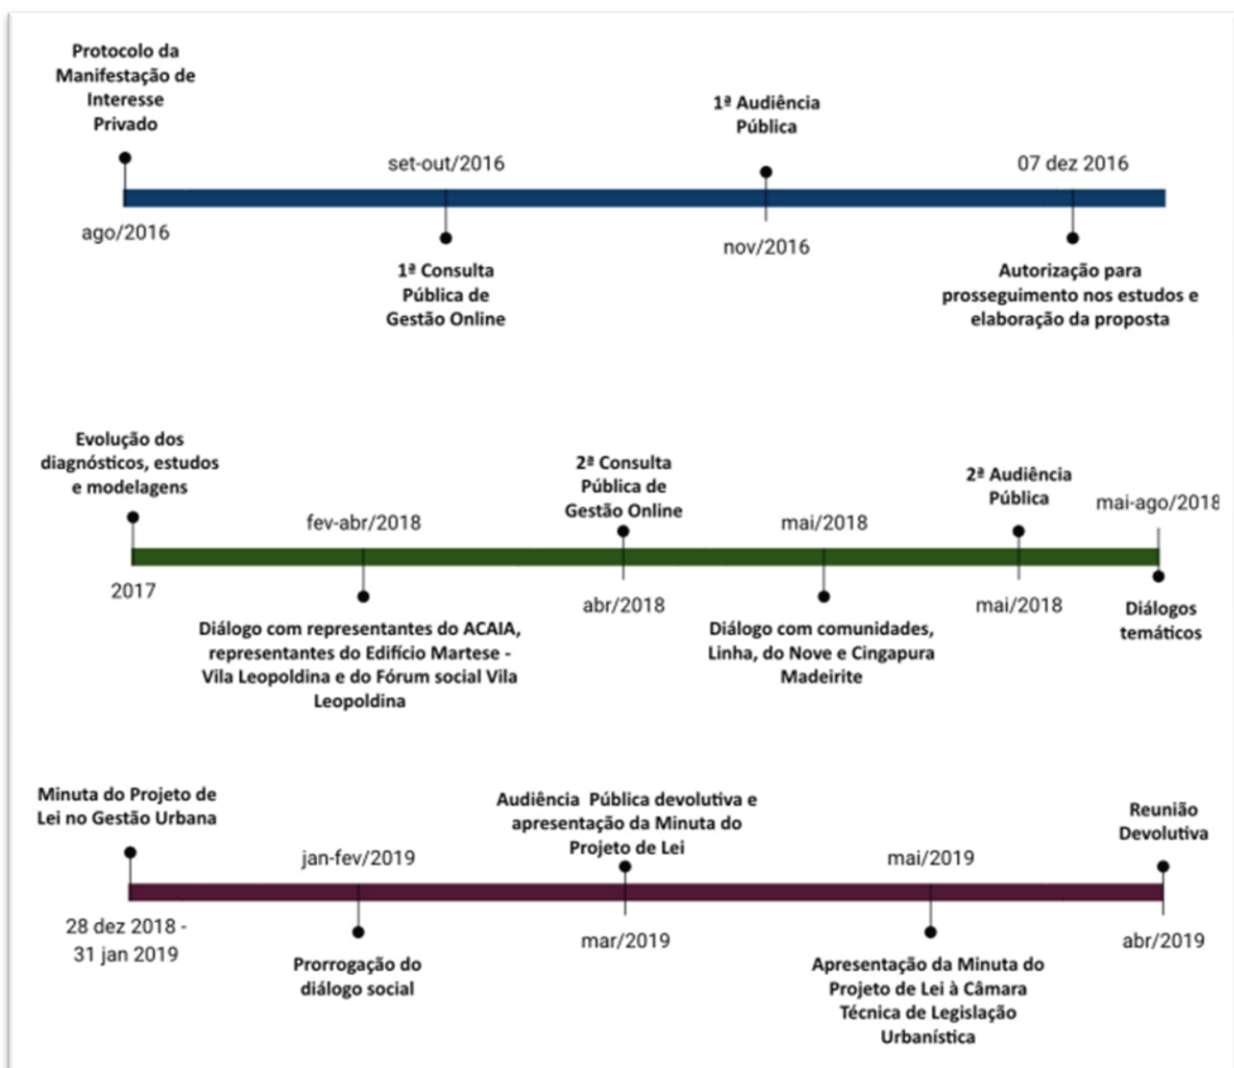 Protocolo da
Manifestação de
Interesse
Privado
ago/2016
set-out/2016
1ª Consulta
Pública de
Gestão Online
1ª Audiência
Pública
nov/2016
07 dez 2016
Autorização para
prosseguimento nos estudos e
elaboração da proposta
Evolução dos
diagnósticos, estudos
e modelagens
2017
fev-abr/2018
Diálogo com representantes do ACAIA,
representantes do Edifício Martese -
Vila Leopoldina e do Fórum social Vila
Leopoldina
2ª Consulta
Pública de
Gestão Online
abr/2018
mai/2018
Diálogo com comunidades,
Linha, do Nove e Cingapura
Madeirite
2ª Audiência
Pública
mai/2018
mai-ago/2018
Diálogos
temáticos
Minuta do Projeto de
Lei no Gestão Urbana
28 dez 2018 -
31 jan 2019
jan-fev/2019
Prorrogação do
diálogo social
Audiência Pública devolutiva e
apresentação da Minuta do
Projeto de Lei
mar/2019
mai/2019
Apresentação da Minuta do
Projeto de Lei à Câmara
Técnica de Legislação
Urbanística
Reunião
Devolutiva
abr/2019